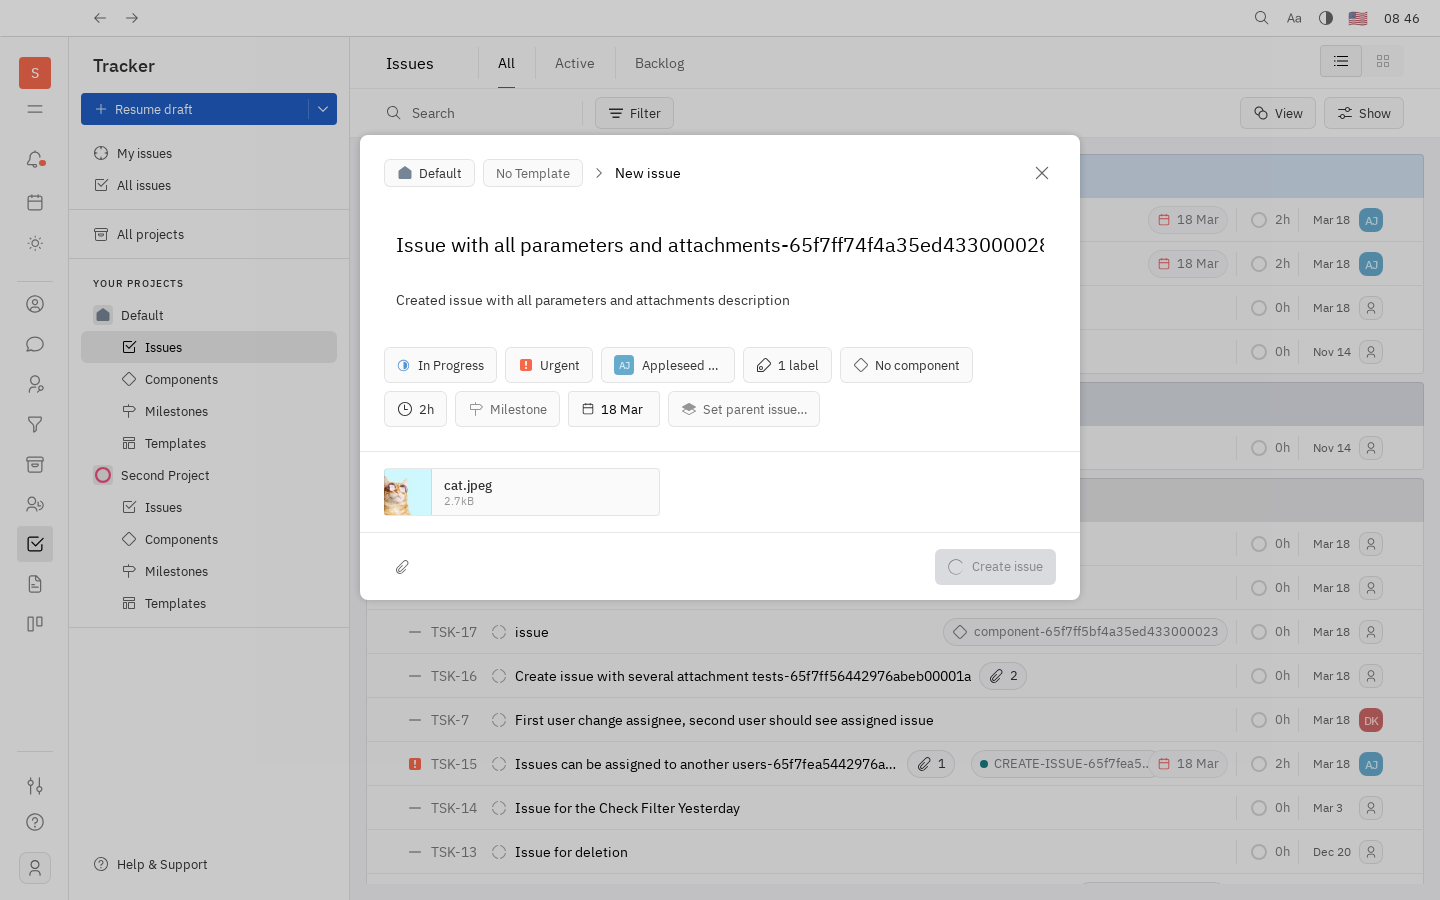 Aa 08 46
S
Tracker
Resume draft
My issues
All issues
All projects
YOUR PROJECTS
Default
Issues
Components
Milestones
Templates
Second Project
Issues
Components
Milestones
Templates
Help & Support
Issues All Active Backlog
Search Filter View Show
Default No Template New issue
Issue with all parameters and attachments-65f7ff74f4a35ed433000028
Created issue with all parameters and attachments description
In Progress Urgent AJ Appleseed ... 1 label No component
2h Milestone 18 Mar Set parent issue...
cat.jpeg
2.7kB
Create issue
18 Mar 2h Mar 18 AJ
18 Mar 2h Mar 18 AJ
0h Mar 18
0h Nov 14
0h Nov 14
0h Mar 18
0h Mar 18
TSK-17 issue component-65f7ff5bf4a35ed433000023 0h Mar 18
TSK-16 Create issue with several attachment tests-65f7ff56442976abeb00001a 2 0h Mar 18
TSK-7 First user change assignee, second user should see assigned issue 0h Mar 18 DK
TSK-15 Issues can be assigned to another users-65f7fea5442976a... 1 CREATE-ISSUE-65f7fea5... 18 Mar 2h Mar 18 AJ
TSK-14 Issue for the Check Filter Yesterday 0h Mar 3
TSK-13 Issue for deletion 0h Dec 20